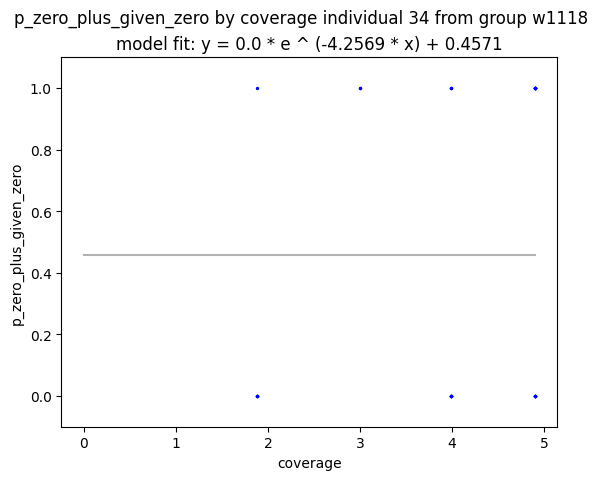 p_zero_plus_given_zero by coverage individual 34 from group w1118
model fit: y = 0.0 * e ^ (-4.2569 * x) + 0.4571
1.0
0.8
0.6
0.4
0.2
0.0
p_zero_plus_given_zero
0 1 2 3 4 5
coverage